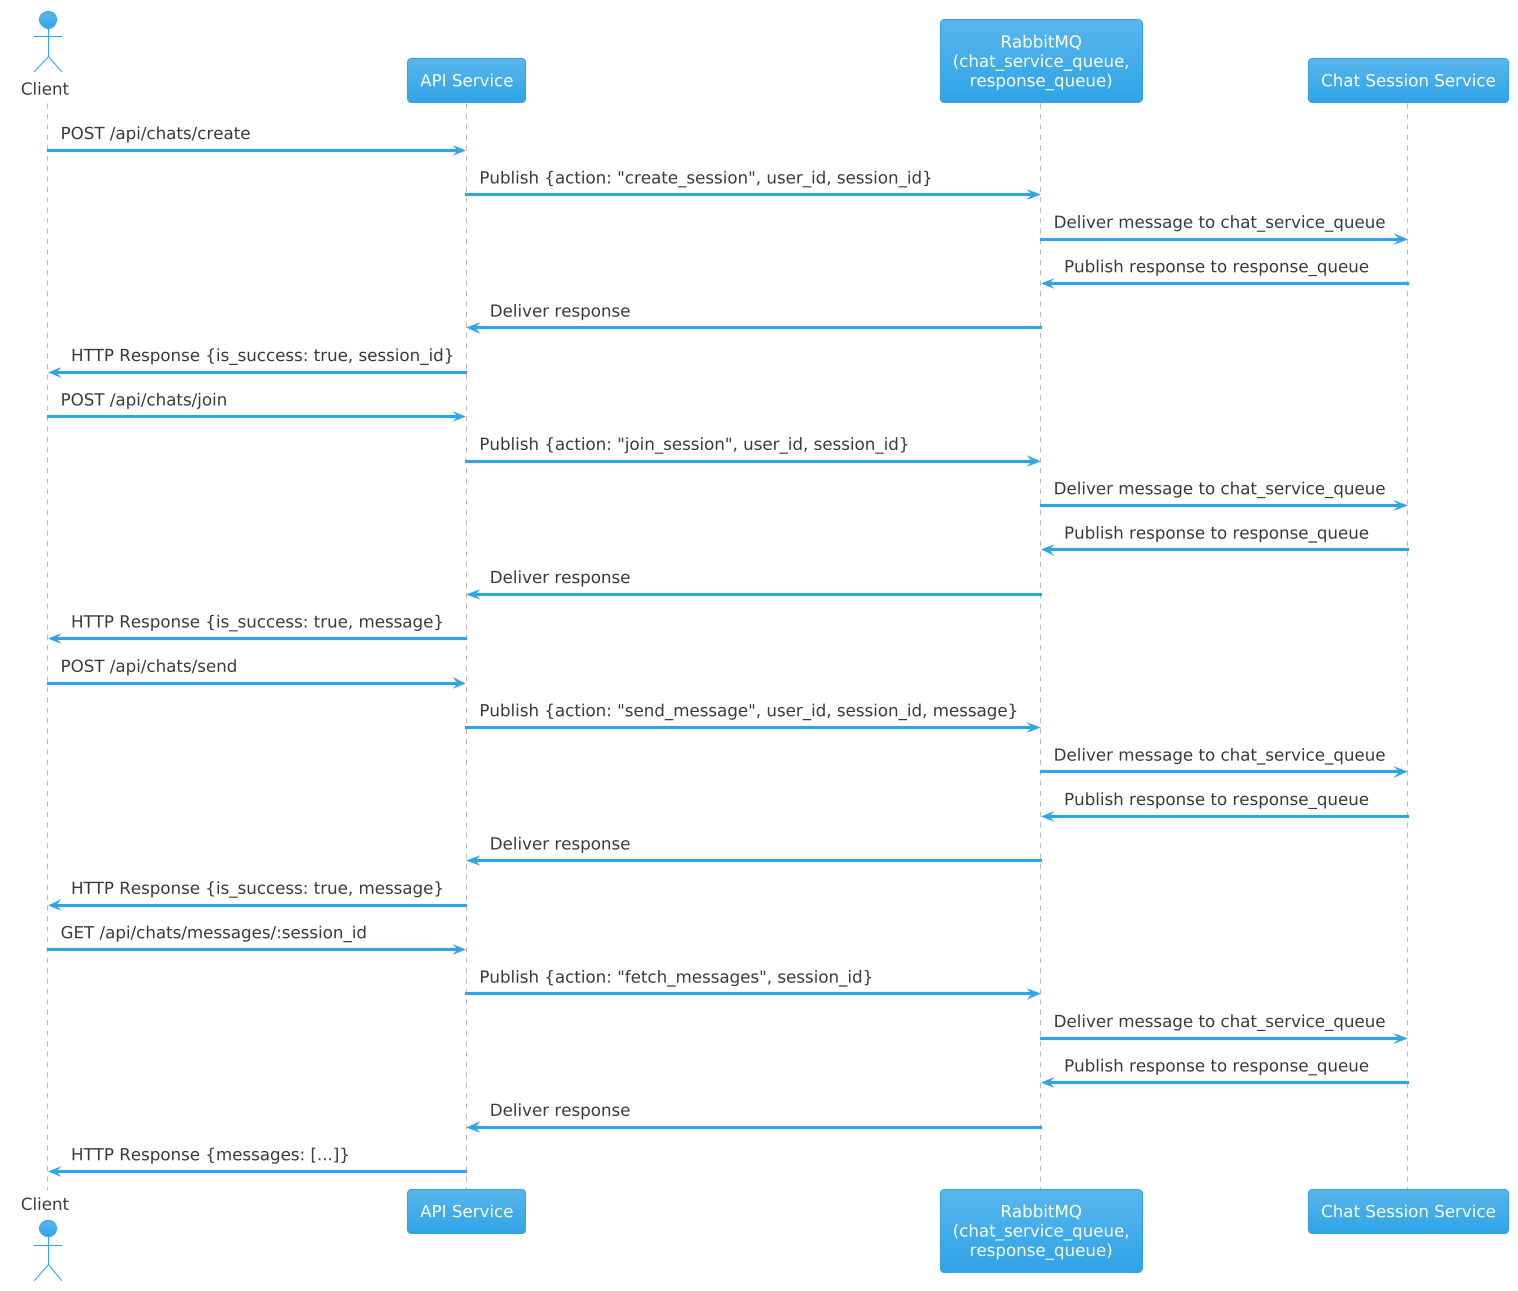 Client
API Service
RabbitMQ
(chat_service_queue,
response_queue)
Chat Session Service
POST /api/chats/create
Publish {action: "create_session", user_id, session_id}
Deliver message to chat_service_queue
Publish response to response_queue
Deliver response
HTTP Response {is_success: true, session_id}
POST /api/chats/join
Publish {action: "join_session", user_id, session_id}
Deliver message to chat_service_queue
Publish response to response_queue
Deliver response
HTTP Response {is_success: true, message}
POST /api/chats/send
Publish {action: "send_message", user_id, session_id, message}
Deliver message to chat_service_queue
Publish response to response_queue
Deliver response
HTTP Response {is_success: true, message}
GET /api/chats/messages/:session_id
Publish {action: "fetch_messages", session_id}
Deliver message to chat_service_queue
Publish response to response_queue
Deliver response
HTTP Response {messages: [...]}
Client
API Service
RabbitMQ
(chat_service_queue,
response_queue)
Chat Session Service